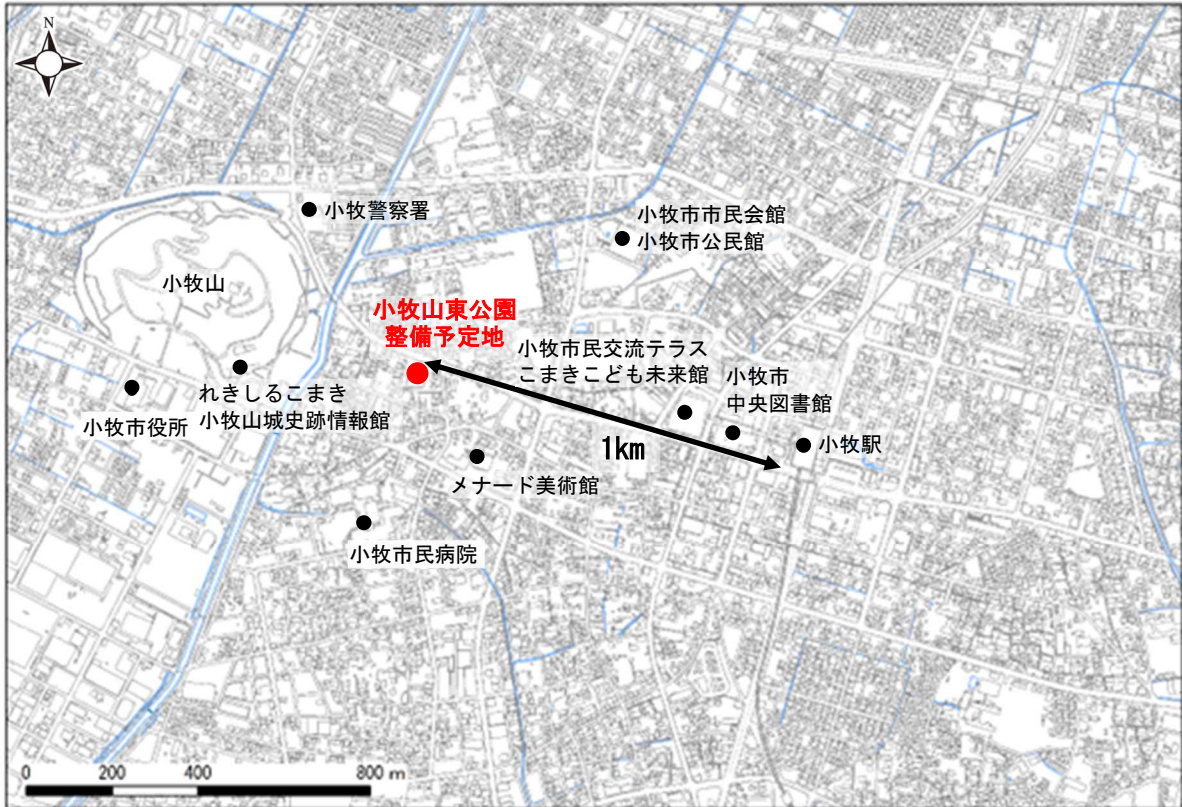 N
小牧警察署
小牧市市民会館
小牧市公民館
小牧山
小牧山東公園
整備予定地
小牧市民交流テラス
こまきこども未来館
小牧市
中央図書館
れきしるこまき
小牧山城史跡情報館
小牧市役所
小牧駅
1km
メナード美術館
小牧市民病院
0 200 400 800 m